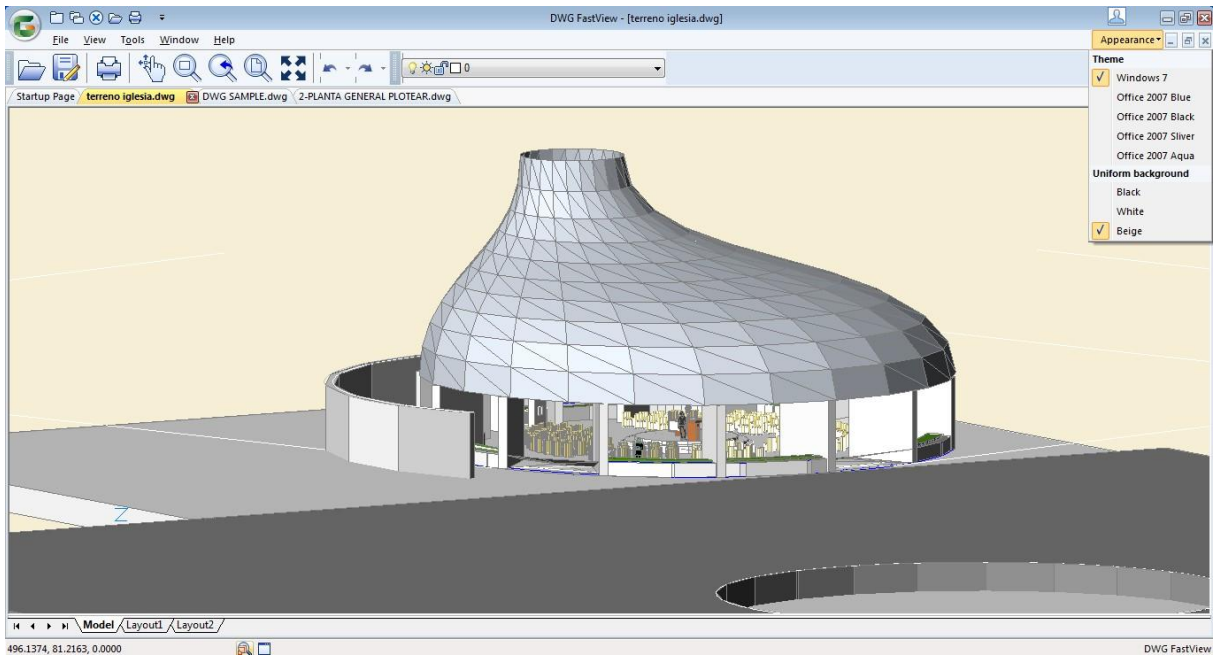 DWG FastView - [terreno iglesia.dwg]
File View Tools Window Help
Appearance
0
Startup Page terreno iglesia.dwg DWG SAMPLE.dwg 2-PLANTA GENERAL PLOTEAR.dwg
Theme
Windows 7
Office 2007 Blue
Office 2007 Black
Office 2007 Sliver
Office 2007 Aqua
Uniform background
Black
White
Beige
Z
Model Layout1 Layout2
496.1374, 81.2163, 0.0000
DWG FastView